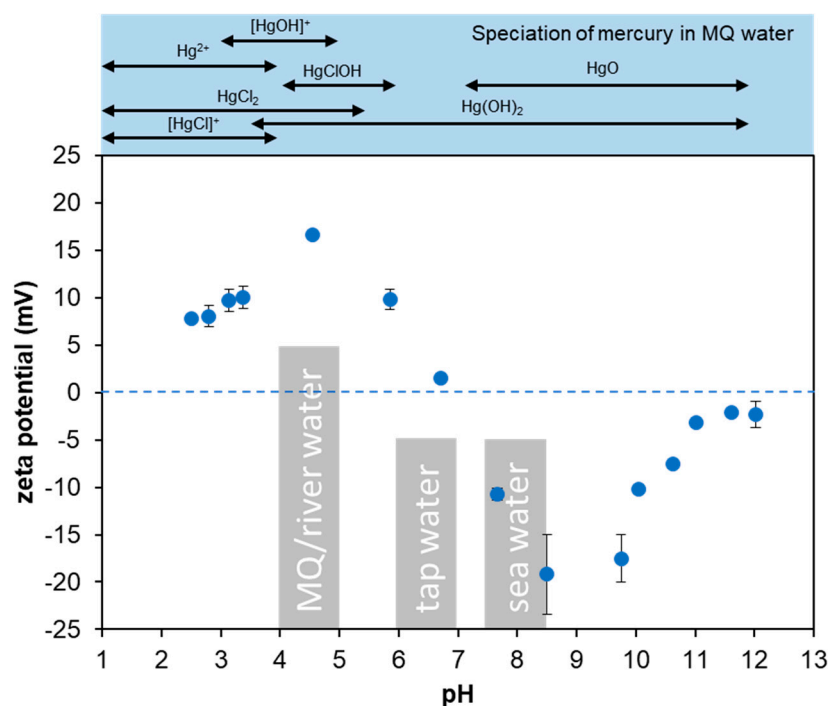 [HgOH]⁺
Speciation of mercury in MQ water
Hg²⁺
HgClOH
HgO
HgCl₂
Hg(OH)₂
[HgCl]⁺
25
20
15
10
5
0
-5
-10
-15
-20
-25
zeta potential (mV)
MQ/river water
tap water
sea water
1 2 3 4 5 6 7 8 9 10 11 12 13
pH